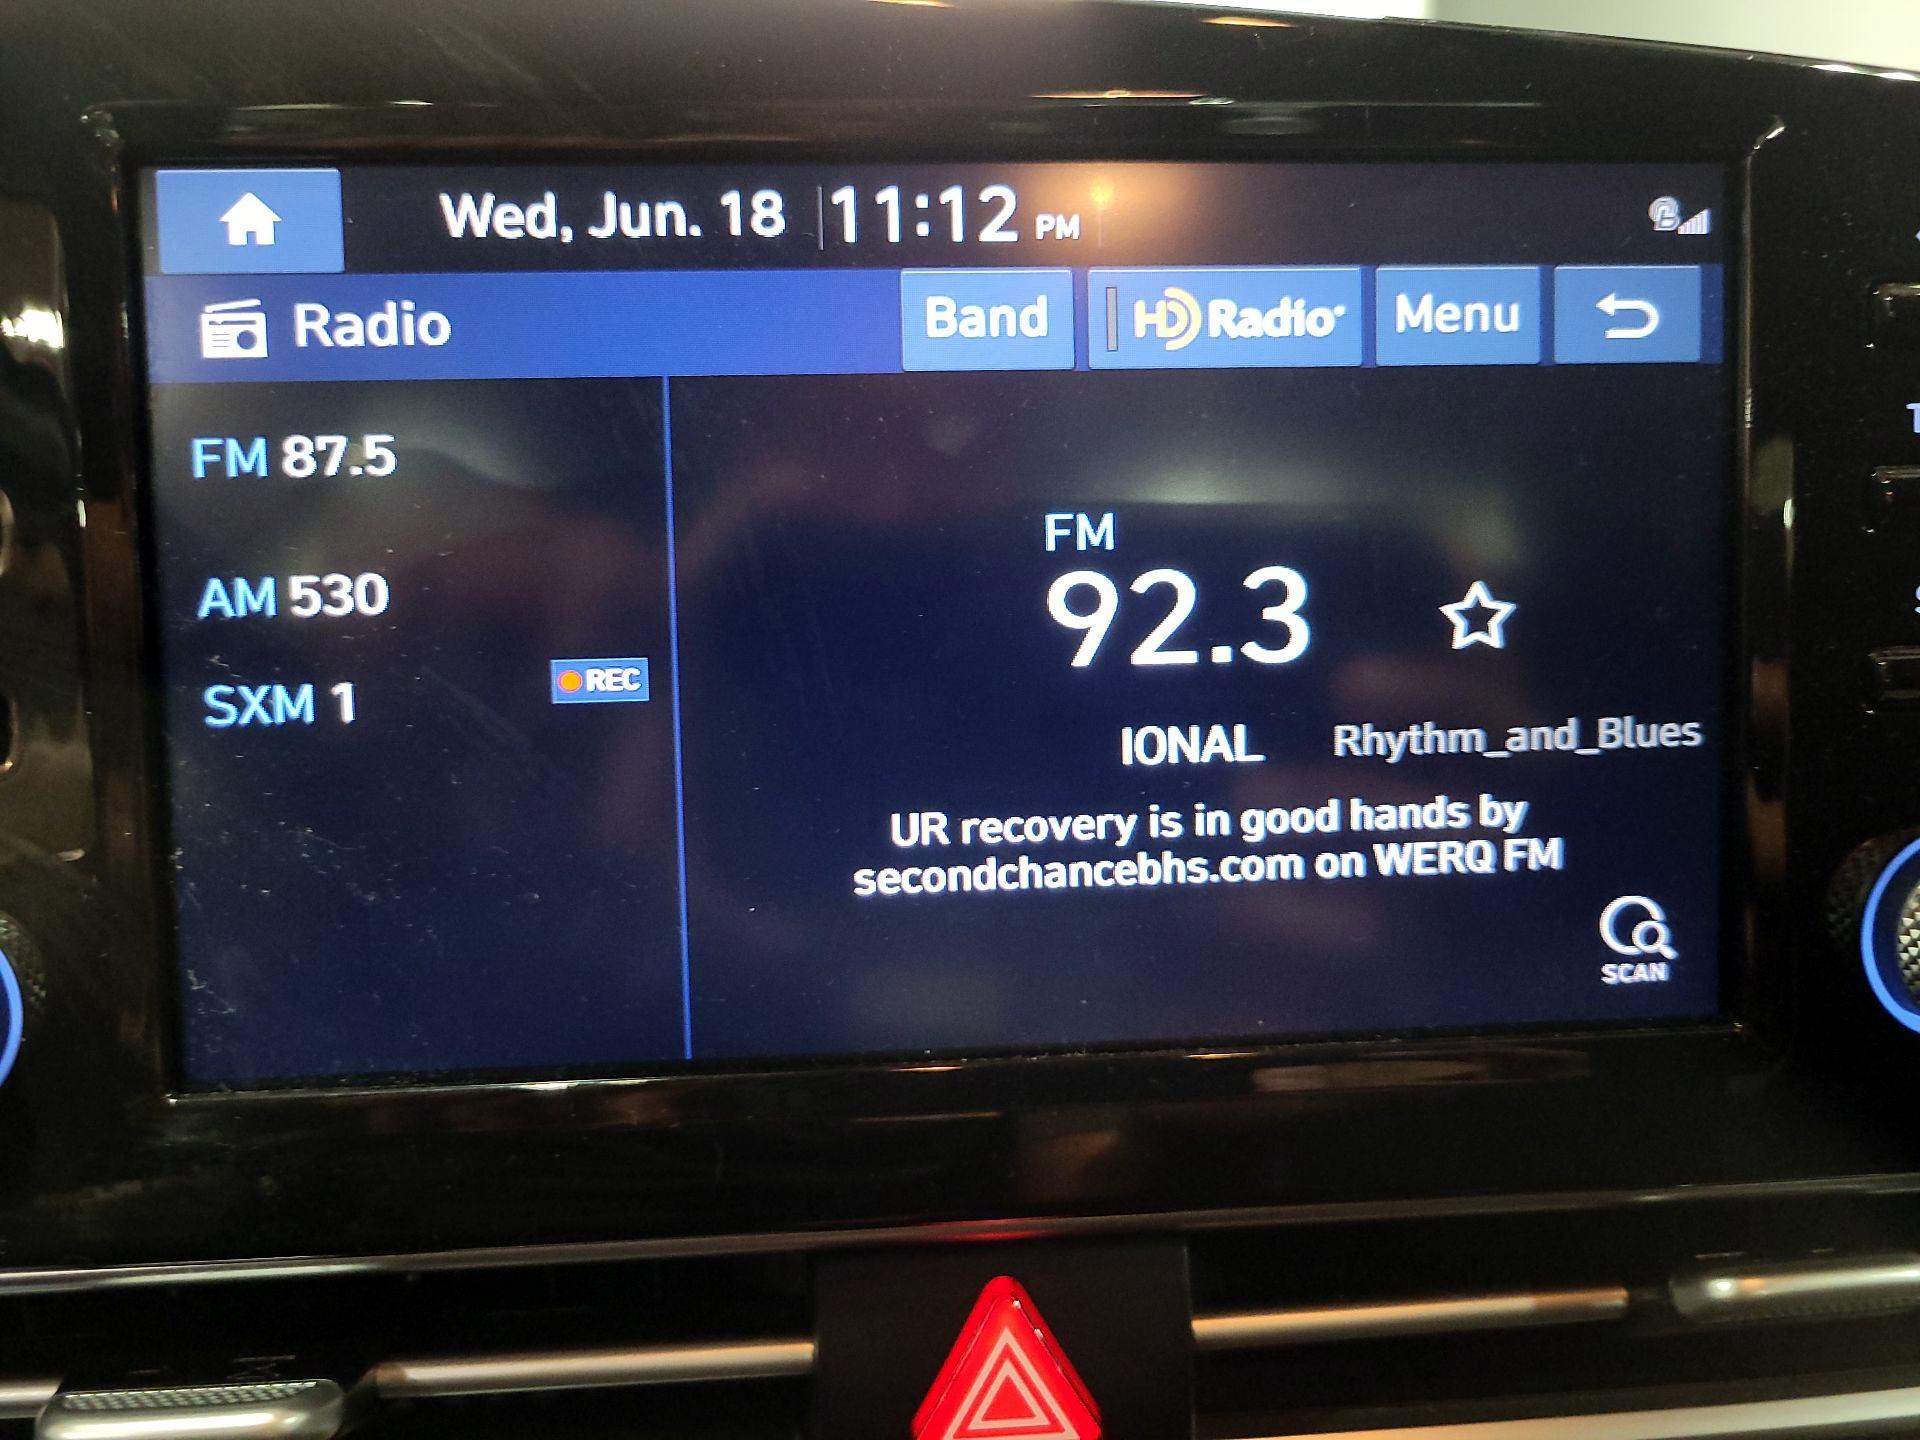 Wed, Jun. 18 11:12 PM
Radio Band HD Radio Menu
FM 87.5
AM 530
SXM 1 REC
FM
92.3
IONAL Rhythm_and_Blues
UR recovery is in good hands by
secondchancebhs.com on WERQ FM
SCAN